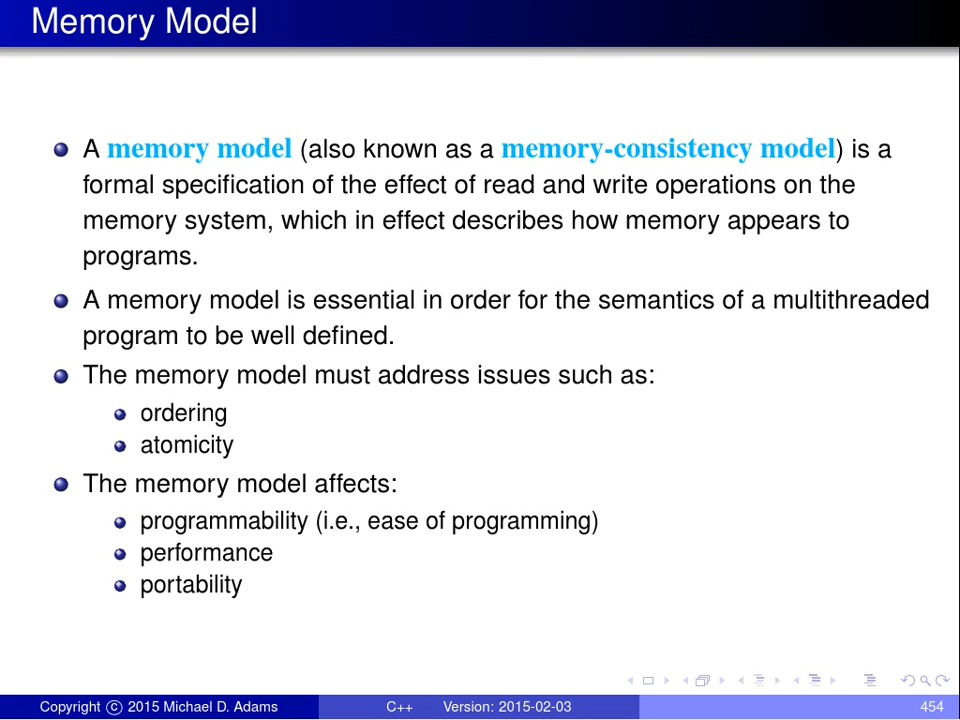 Memory Model
A memory model (also known as a memory-consistency model) is a
formal specification of the effect of read and write operations on the
memory system, which in effect describes how memory appears to
programs.
A memory model is essential in order for the semantics of a multithreaded
program to be well defined.
The memory model must address issues such as:
ordering
atomicity
The memory model affects:
programmability (i.e., ease of programming)
performance
portability
Copyright © 2015 Michael D. Adams C++ Version: 2015-02-03 454